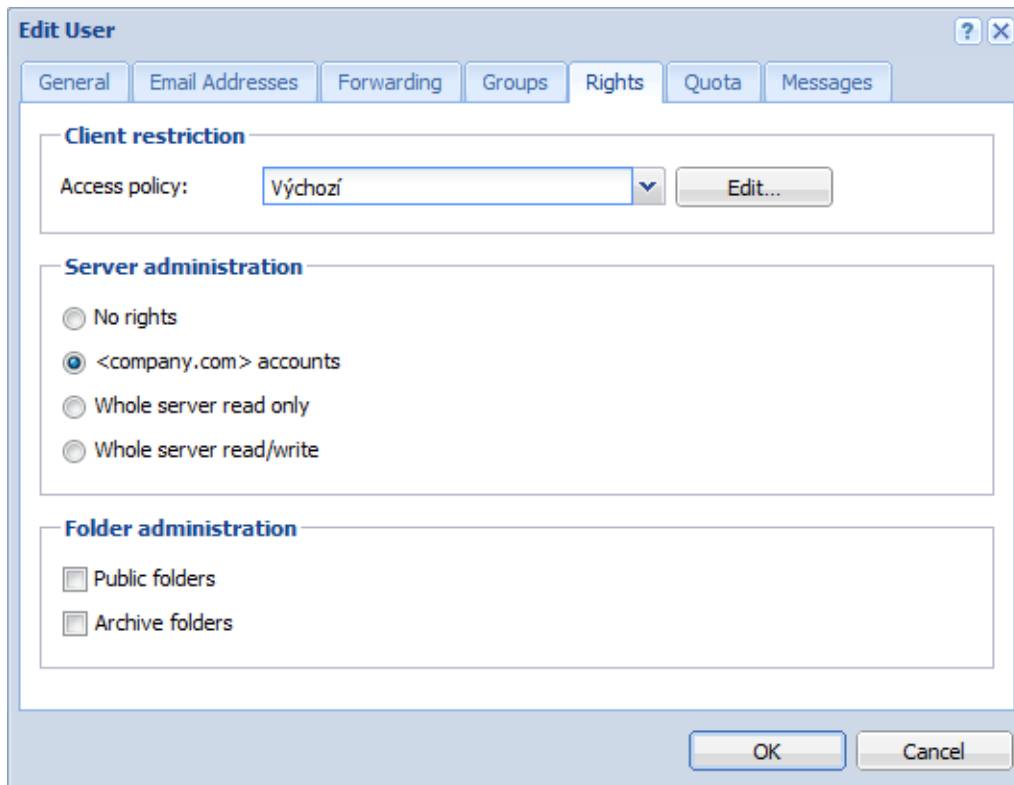 Edit User
?
General Email Addresses Forwarding Groups Rights Quota Messages
Client restriction
Access policy: Výchozí Edit...
Server administration
No rights
<company.com> accounts
Whole server read only
Whole server read/write
Folder administration
Public folders
Archive folders
OK Cancel